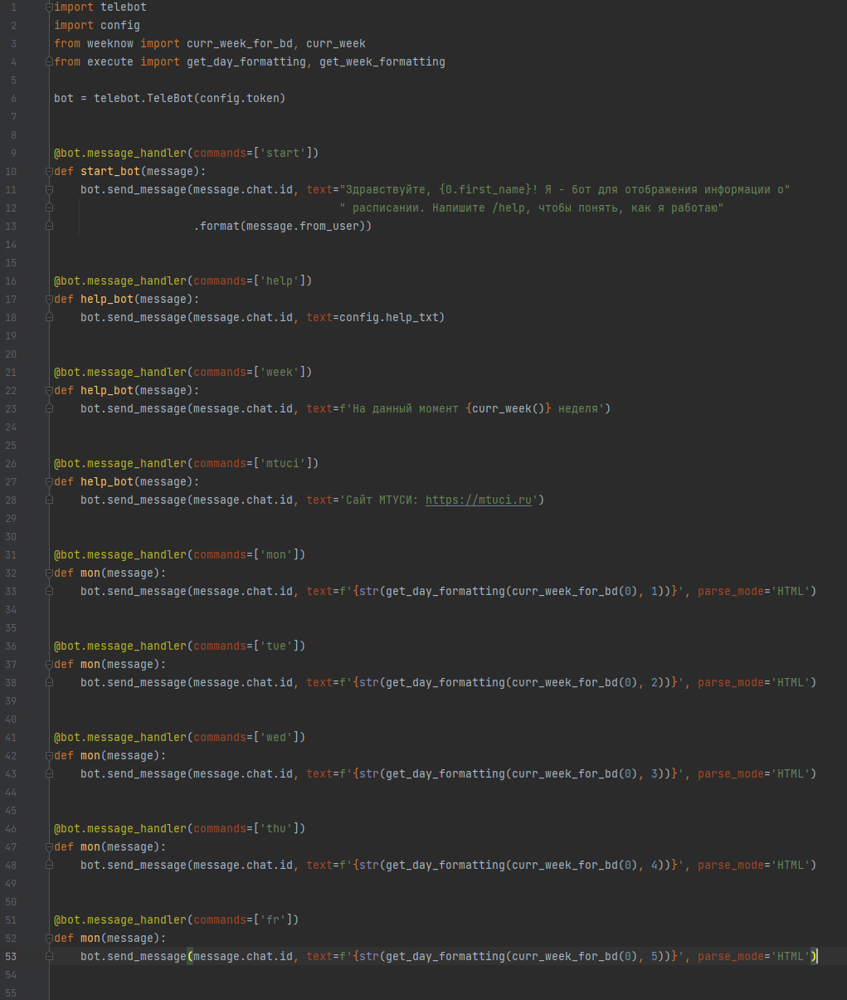 1 import telebot
2 import config
3 from weeknow import curr_week_for_bd, curr_week
4 from execute import get_day_formatting, get_week_formatting
5
6 bot = telebot.TeleBot(config.token)
7
8
9 @bot.message_handler(commands=['start'])
10 def start_bot(message):
11     bot.send_message(message.chat.id, text="Здравствуйте, {0.first_name}! Я - бот для отображения информации о"
12                                            " расписании. Напишите /help, чтобы понять, как я работаю"
13                      .format(message.from_user))
14
15
16 @bot.message_handler(commands=['help'])
17 def help_bot(message):
18     bot.send_message(message.chat.id, text=config.help_txt)
19
20
21 @bot.message_handler(commands=['week'])
22 def help_bot(message):
23     bot.send_message(message.chat.id, text=f'На данный момент {curr_week()} неделя')
24
25
26 @bot.message_handler(commands=['mtuci'])
27 def help_bot(message):
28     bot.send_message(message.chat.id, text='Сайт МТУСИ: https://mtuci.ru')
29
30
31 @bot.message_handler(commands=['mon'])
32 def mon(message):
33     bot.send_message(message.chat.id, text=f'{str(get_day_formatting(curr_week_for_bd(0), 1))}', parse_mode='HTML')
34
35
36 @bot.message_handler(commands=['tue'])
37 def mon(message):
38     bot.send_message(message.chat.id, text=f'{str(get_day_formatting(curr_week_for_bd(0), 2))}', parse_mode='HTML')
39
40
41 @bot.message_handler(commands=['wed'])
42 def mon(message):
43     bot.send_message(message.chat.id, text=f'{str(get_day_formatting(curr_week_for_bd(0), 3))}', parse_mode='HTML')
44
45
46 @bot.message_handler(commands=['thu'])
47 def mon(message):
48     bot.send_message(message.chat.id, text=f'{str(get_day_formatting(curr_week_for_bd(0), 4))}', parse_mode='HTML')
49
50
51 @bot.message_handler(commands=['fr'])
52 def mon(message):
53     bot.send_message(message.chat.id, text=f'{str(get_day_formatting(curr_week_for_bd(0), 5))}', parse_mode='HTML')
54
55